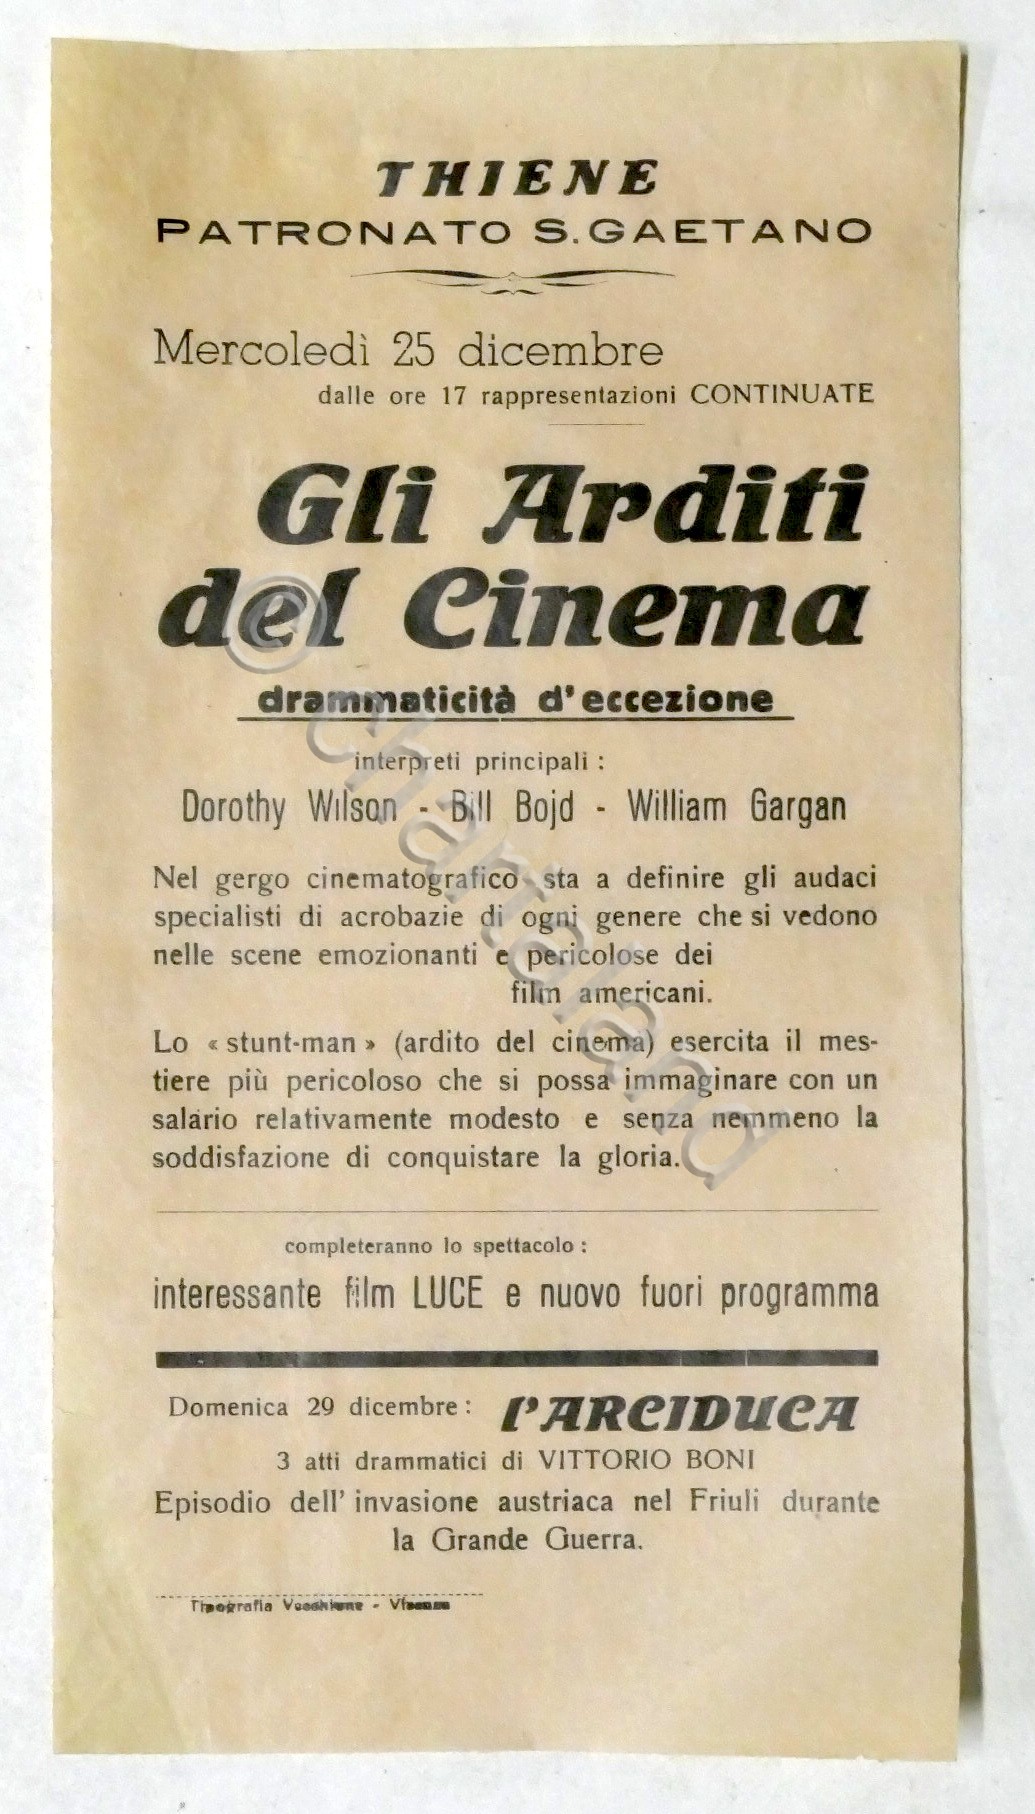 THIENE
PATRONATO S. GAETANO
Mercoledì 25 dicembre
dalle ore 17 rappresentazioni CONTINUATE
Gli Arditi
del Cinema
drammaticità d'eccezione
interpreti principali :
Dorothy Wilson - Bill Bojd - William Gargan
Nel gergo cinematografico sta a definire gli audaci
specialisti di acrobazie di ogni genere che si vedono
nelle scene emozionanti e pericolose dei
film americani.
Lo « stunt-man » (ardito del cinema) esercita il mes-
tiere più pericoloso che si possa immaginare con un
salario relativamente modesto e senza nemmeno la
soddisfazione di conquistare la gloria.
completeranno lo spettacolo :
interessante film LUCE e nuovo fuori programma
Domenica 29 dicembre : l'ARCIDUCA
3 atti drammatici di VITTORIO BONI
Episodio dell' invasione austriaca nel Friuli durante
la Grande Guerra.
Tipografia - 
© chartaland